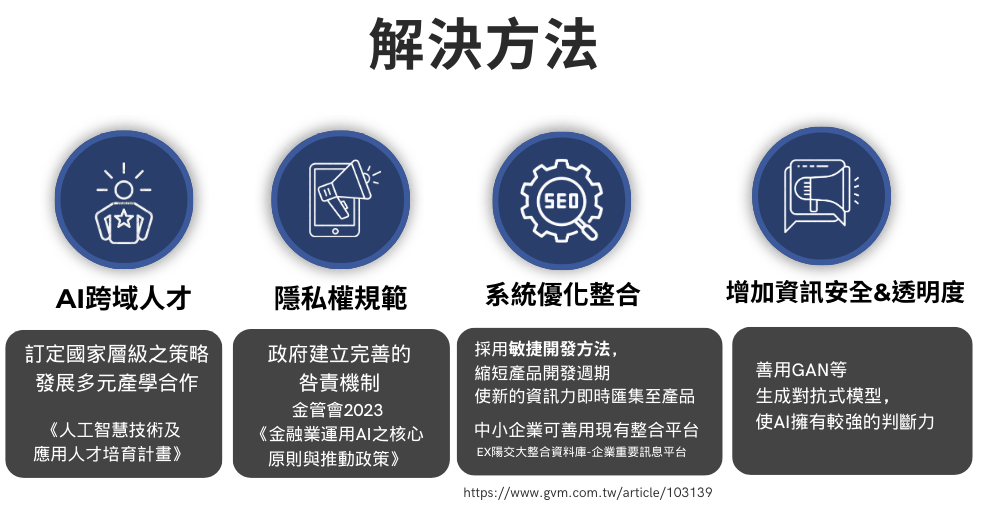 解決方法
SEO
AI跨域人才
隱私權規範
系統優化整合
增加資訊安全&透明度
訂定國家層級之策略
發展多元產學合作
《人工智慧技術及
應用人才培育計畫》
政府建立完善的
咎責機制
金管會2023
《金融業運用AI之核心
原則與推動政策》
採用敏捷開發方法，
縮短產品開發週期
使新的資訊力即時匯集至產品
中小企業可善用現有整合平台
EX陽交大整合資料庫-企業重要訊息平台
善用GAN等
生成對抗式模型，
使AI擁有較強的判斷力
https://www.gvm.com.tw/article/103139